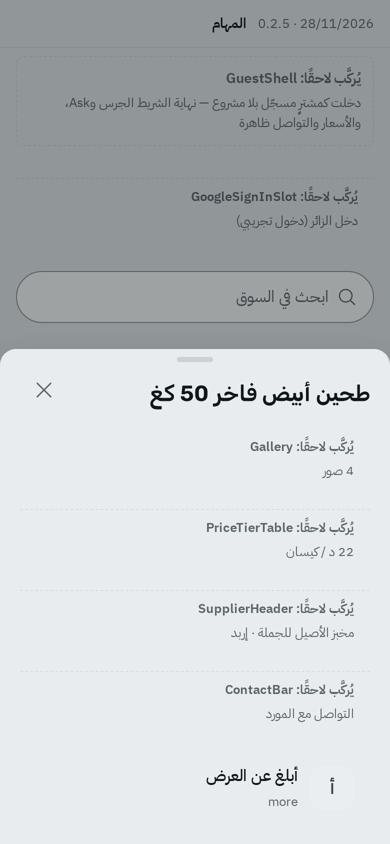 المهام 0.2.5 · 28/11/2026
يُركَّب لاحقًا: GuestShell
دخلت كمشترٍ مسجّل بلا مشروع — نهاية الشريط الجرس وAsk،
والأسعار والتواصل ظاهرة
يُركَّب لاحقًا: GoogleSignInSlot
دخل الزائر (دخول تجريبي)
ابحث في السوق
طحين أبيض فاخر 50 كغ
يُركَّب لاحقًا: Gallery
4 صور
يُركَّب لاحقًا: PriceTierTable
22 د / كيسان
يُركَّب لاحقًا: SupplierHeader
مخبز الأصيل للجملة · إربد
يُركَّب لاحقًا: ContactBar
التواصل مع المورد
أ
أبلغ عن العرض
more